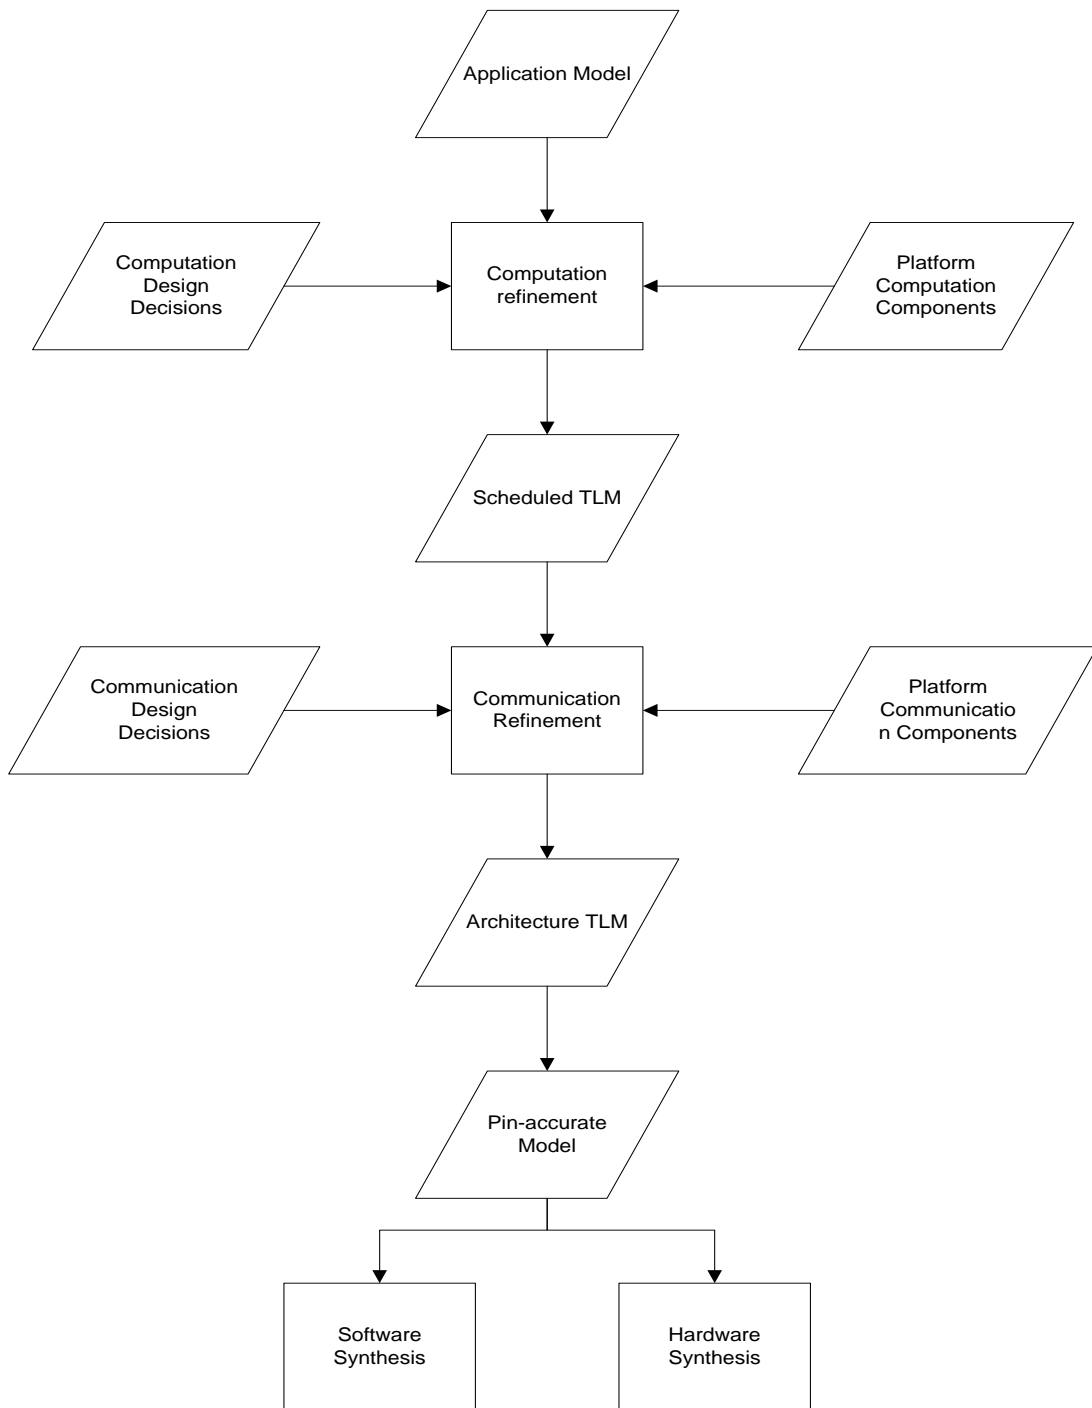 Application Model
Computation
Design
Decisions
Computation
refinement
Platform
Computation
Components
Scheduled TLM
Communication
Design
Decisions
Communication
Refinement
Platform
Communicatio
n Components
Architecture TLM
Pin-accurate
Model
Software
Synthesis
Hardware
Synthesis